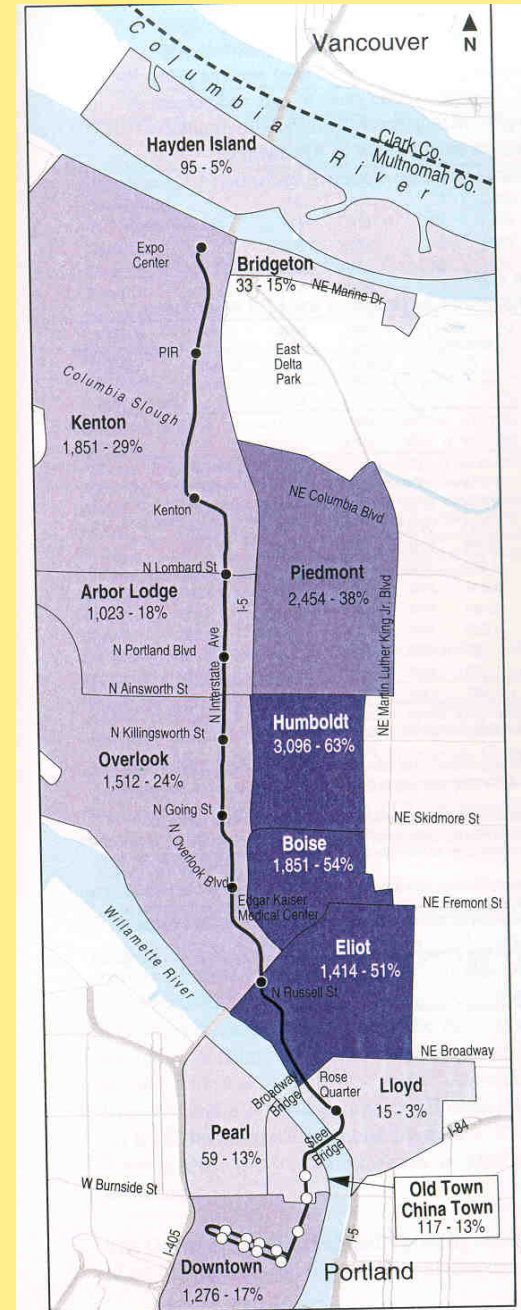 Vancouver
N
Columbia River
Clark Co.
Multnomah Co.
Hayden Island
95 - 5%
Expo
Center
Bridgeton
33 - 15%
NE Marine Dr
PIR
East
Delta
Park
Columbia Slough
Kenton
1,851 - 29%
Kenton
NE Columbia Blvd
N Lombard St
Piedmont
2,454 - 38%
Arbor Lodge
1,023 - 18%
I-5
NE Martin Luther King Jr. Blvd
N Portland Blvd
N Interstate Ave
N Ainsworth St
Humboldt
3,096 - 63%
N Killingsworth St
Overlook
1,512 - 24%
N Going St
NE Skidmore St
Boise
1,851 - 54%
N Overlook Blvd
Edgar Kaiser
Medical Center
NE Fremont St
Willamette River
Eliot
1,414 - 51%
N Russell St
NE Broadway
Broadway
Bridge
Rose
Quarter
Lloyd
15 - 3%
I-84
Pearl
59 - 13%
Steel
Bridge
W Burnside St
Old Town
China Town
117 - 13%
I-405
I-5
Downtown
1,276 - 17%
Portland